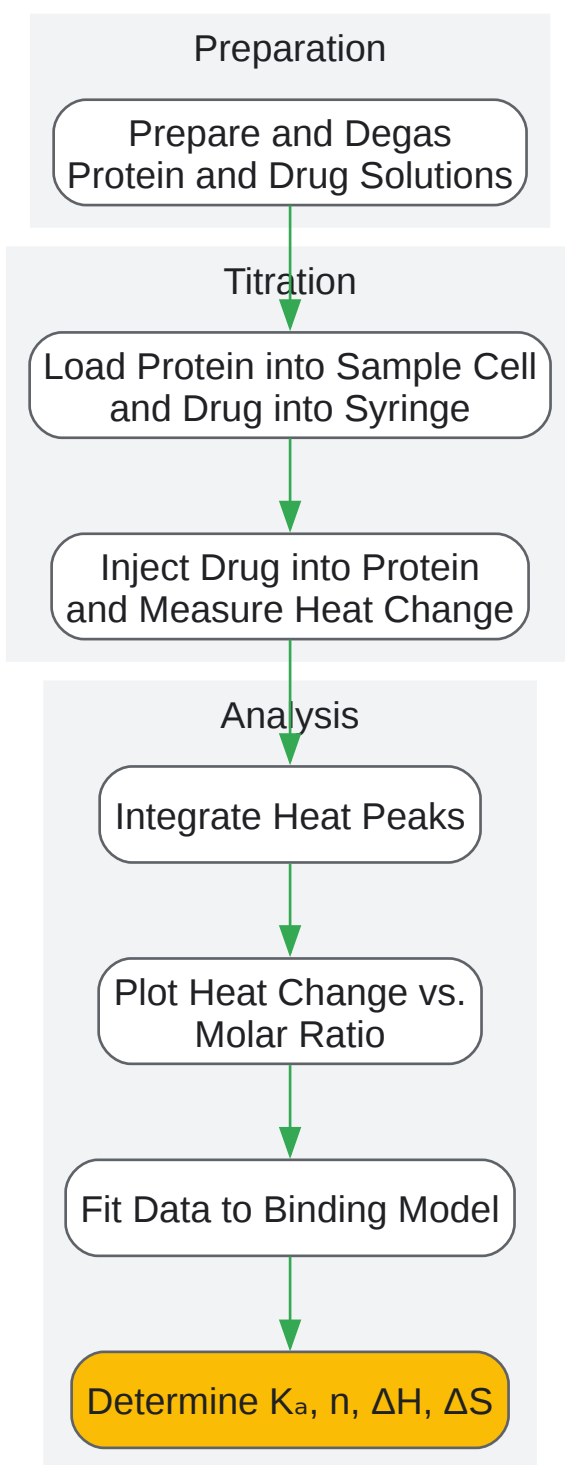 Preparation
Prepare and Degas
Protein and Drug Solutions
Titration
Load Protein into Sample Cell
and Drug into Syringe
Inject Drug into Protein
and Measure Heat Change
Analysis
Integrate Heat Peaks
Plot Heat Change vs.
Molar Ratio
Fit Data to Binding Model
Determine Kₐ, n, ΔH, ΔS